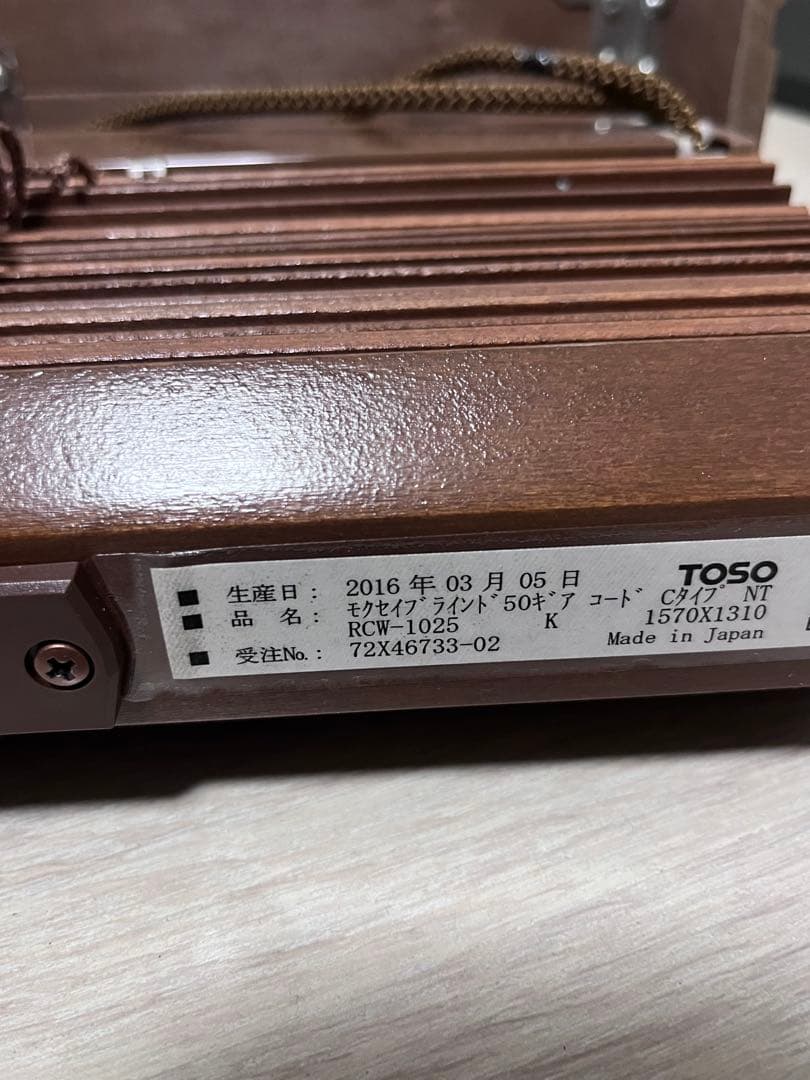 ■ 生産日： 2016 年 03 月 05 日 TOSO
■ 品 名： モクセイブラインド50ギア コード Cタイプ NT
RCW-1025 K 1570X1310
■ 受注No.： 72X46733-02 Made in Japan